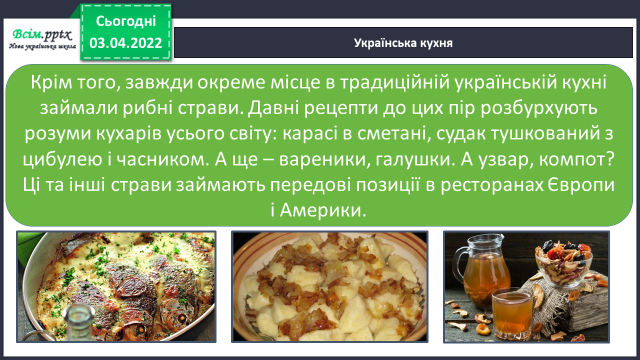 Всім.pptx
Нова українська школа
Сьогодні
03.04.2022
Українська кухня
Крім того, завжди окреме місце в традиційній українській кухні
займали рибні страви. Давні рецепти до цих пір розбурхують
розуми кухарів усього світу: карасі в сметані, судак тушкований з
цибулею і часником. А ще – вареники, галушки. А узвар, компот?
Ці та інші страви займають передові позиції в ресторанах Європи
і Америки.